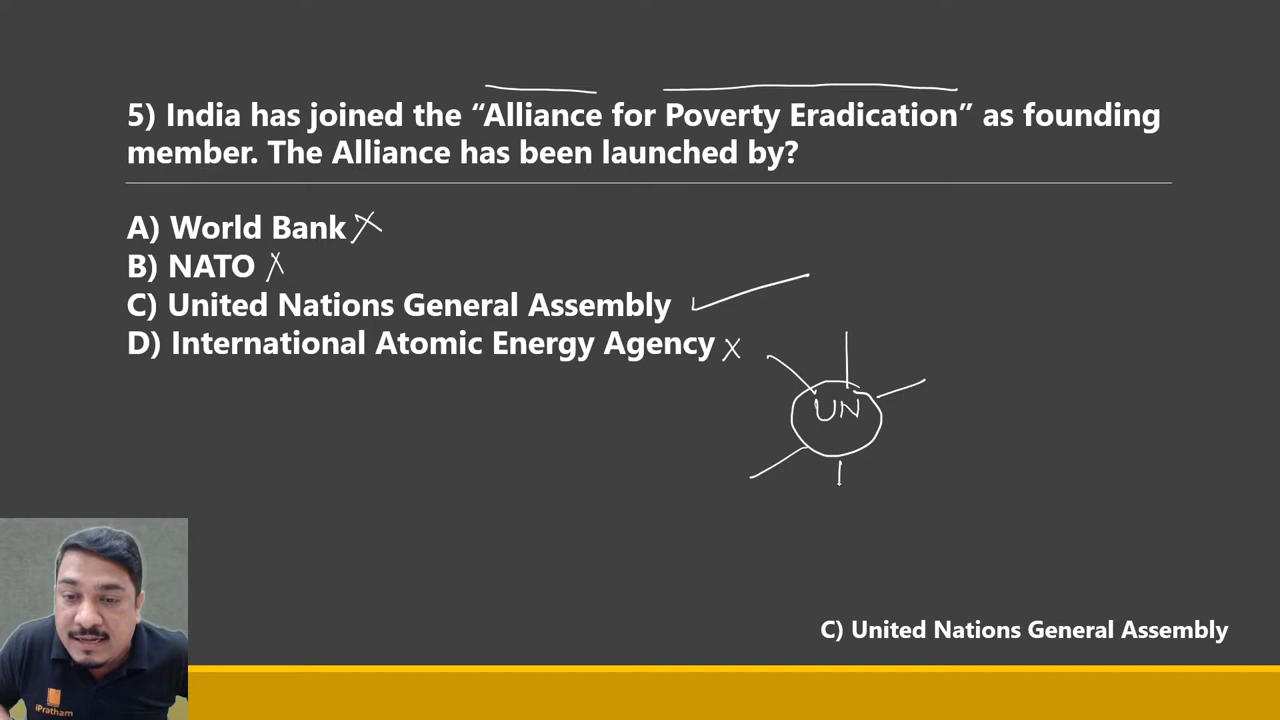 5) India has joined the “Alliance for Poverty Eradication” as founding
member. The Alliance has been launched by?
A) World Bank
B) NATO
C) United Nations General Assembly
D) International Atomic Energy Agency
UN
C) United Nations General Assembly
iPratham